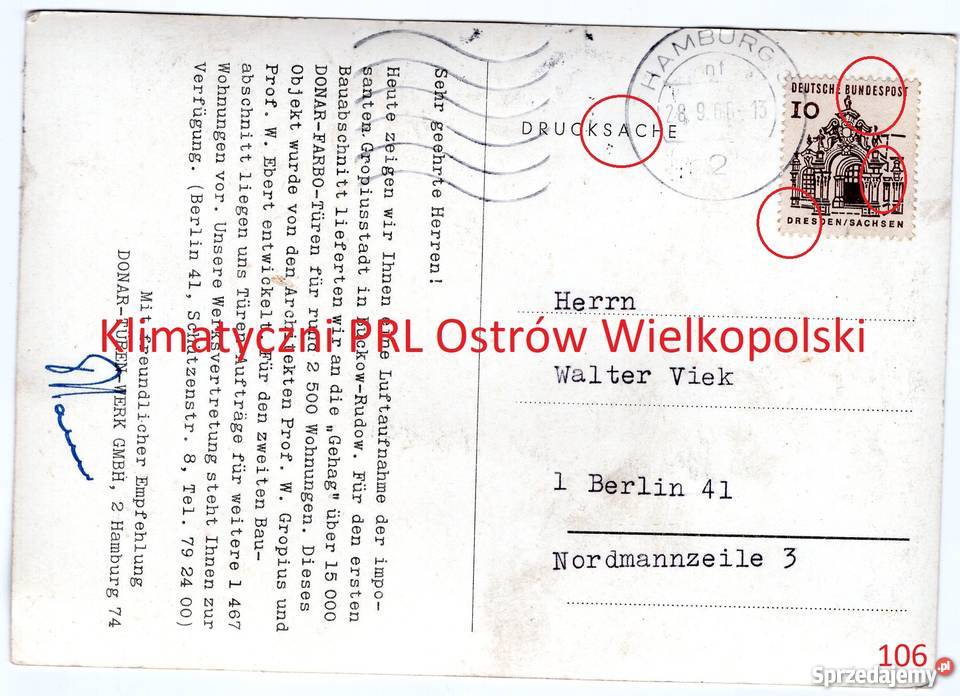 Sehr geehrte Herren!
Heute zeigen wir Ihnen eine Luftaufnahme der impo-
santen Gropiusstadt in Buckow-Rudow. Für den ersten
Bauabschnitt lieferten wir an die „Gehag" über 15 000
DONAR-FARBO-Türen für rund 2 500 Wohnungen. Dieses
Objekt wurde von den Architekten Prof. W. Gropius und
Prof. W. Ebert entwickelt. Für den zweiten Bau-
abschnitt liegen uns Türen-Aufträge für weitere 1 467
Wohnungen vor. Unsere Werksvertretung steht Ihnen zur
Verfügung. (Berlin 41, Schützenstr. 8, Tel. 79 24 00)
Mit freundlicher Empfehlung
DONAR-TÜREN-WERK GMBH, 2 Hamburg 74
DRUCKSACHE
HAMBURG
nf
28.9.66-13
2
DEUTSCHE BUNDESPOST
10
DRESDEN/SACHSEN
Herrn
Klimatyczni PRL Ostrów Wielkopolski
Walter Viek
1 Berlin 41
Nordmannzeile 3
106
Sprzedajemy.pl